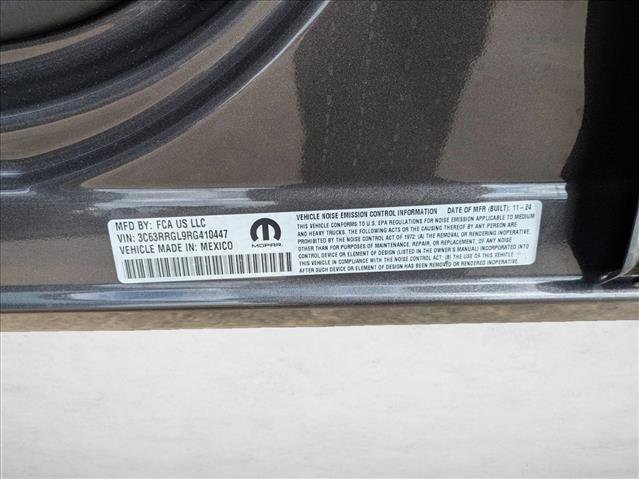 MFD BY: FCA US LLC
VIN: 3C63RRGL9RG410447
VEHICLE MADE IN: MEXICO
MOPAR
VEHICLE NOISE EMISSION CONTROL INFORMATION DATE OF MFR (BUILT): 11-24
THIS VEHICLE CONFORMS TO U.S. EPA REGULATIONS FOR NOISE EMISSION APPLICABLE TO MEDIUM
AND HEAVY TRUCKS. THE FOLLOWING ACTS OR THE CAUSING THEREOF BY ANY PERSON ARE
PROHIBITED BY THE NOISE CONTROL ACT OF 1972: (A) THE REMOVAL OR RENDERING INOPERATIVE,
OTHER THAN FOR PURPOSES OF MAINTENANCE, REPAIR, OR REPLACEMENT, OF ANY NOISE
CONTROL DEVICE OR ELEMENT OF DESIGN (LISTED IN THE OWNER'S MANUAL) INCORPORATED INTO
THIS VEHICLE IN COMPLIANCE WITH THE NOISE CONTROL ACT; (B) THE USE OF THIS VEHICLE
AFTER SUCH DEVICE OR ELEMENT OF DESIGN HAS BEEN REMOVED OR RENDERED INOPERATIVE.